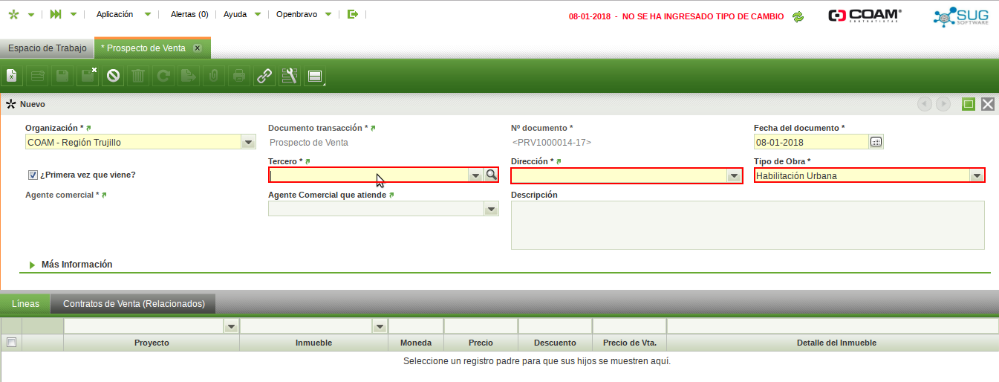 Aplicación Alertas (0) Ayuda Openbravo 08-01-2018 - NO SE HA INGRESADO TIPO DE CAMBIO COAM CONTRATISTAS SUG SOFTWARE
Espacio de Trabajo * Prospecto de Venta
Nuevo
Organización * Documento transacción * Nº documento * Fecha del documento *
COAM - Región Trujillo Prospecto de Venta <PRV1000014-17> 08-01-2018
Tercero * Dirección * Tipo de Obra *
¿Primera vez que viene? Habilitación Urbana
Agente comercial * Agente Comercial que atiende Descripción
Más Información
Líneas Contratos de Venta (Relacionados)
Proyecto Inmueble Moneda Precio Descuento Precio de Vta. Detalle del Inmueble
Seleccione un registro padre para que sus hijos se muestren aquí.